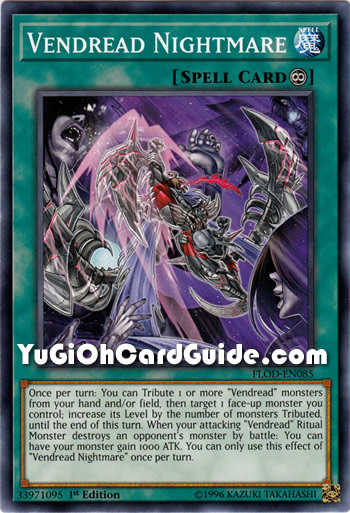 VENDREAD NIGHTMARE
SPELL
魔
[SPELL CARD]
YuGiOhCardGuide.com
FLOD-EN085
Once per turn: You can Tribute 1 or more "Vendread" monsters
from your hand and/or field, then target 1 face-up monster you
control; increase its Level by the number of monsters Tributed,
until the end of this turn. When your attacking "Vendread" Ritual
Monster destroys an opponent's monster by battle: You can
have your monster gain 1000 ATK. You can only use this effect of
"Vendread Nightmare" once per turn.
33971095 1st Edition ©1996 KAZUKI TAKAHASHI